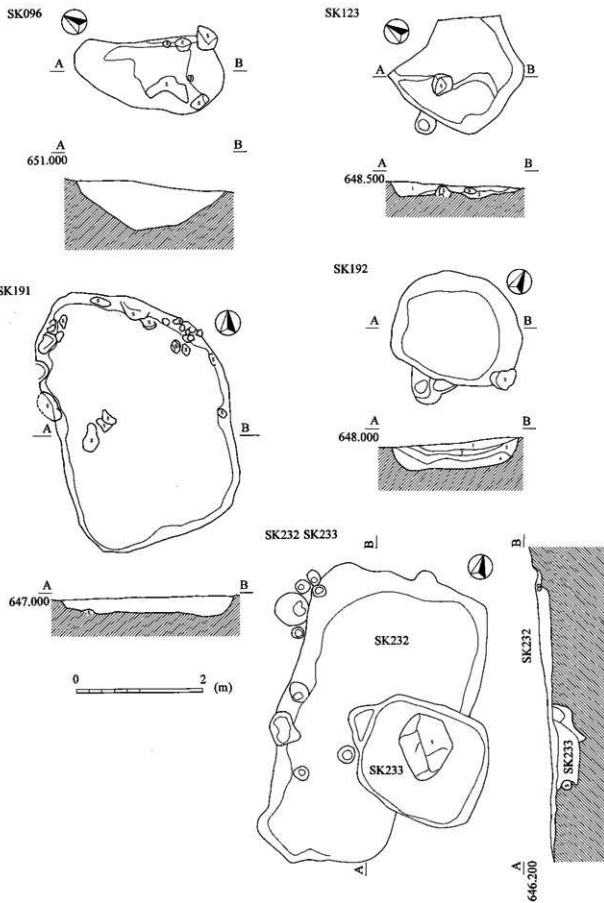 SK096
A
B
A
651.000
B
SK123
A
B
A
648.500
B
SK191
A
B
A
647.000
B
0 2 (m)
SK192
A
B
A
648.000
B
SK232 SK233
B
SK232
SK233
A
B
SK232
SK233
A
646.200